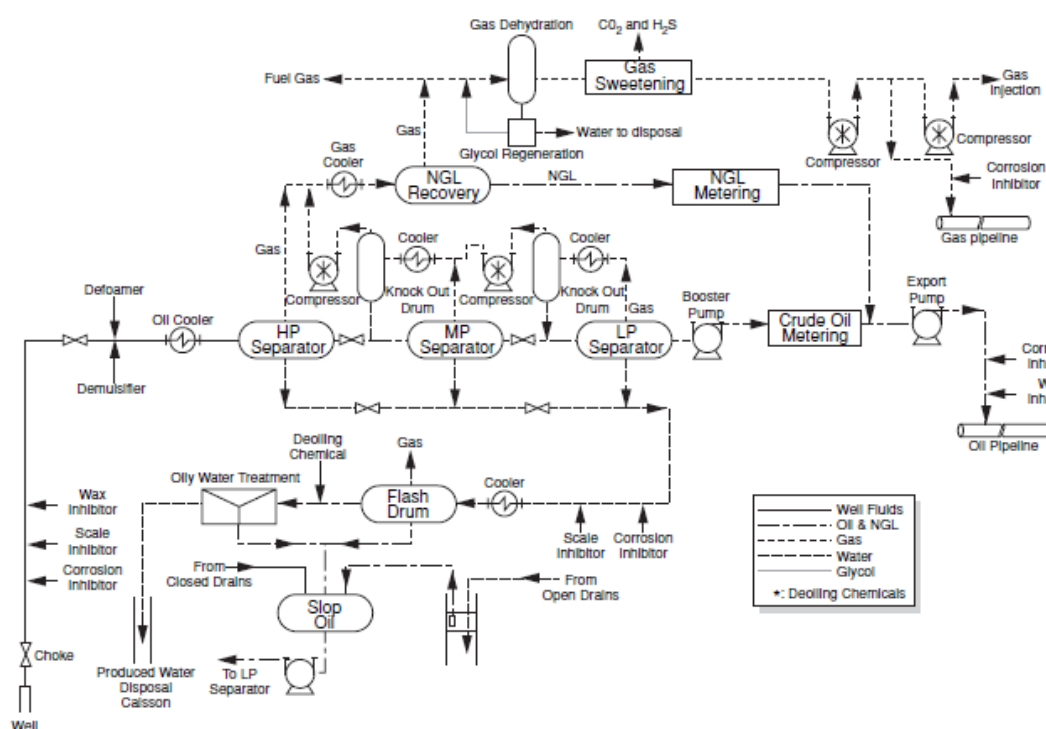 Gas Dehydration
CO2 and H2S
Fuel Gas
Gas
Sweetening
Gas
Injection
Gas
Water to disposal
Glycol Regeneration
Compressor
Compressor
Gas
Cooler
NGL
Recovery
NGL
NGL
Metering
Corrosion
Inhibitor
Gas pipeline
Gas
Cooler
Cooler
Compressor
Knock Out
Drum
Compressor
Knock Out
Drum
Gas
Booster
Pump
Export
Pump
Defoamer
Oil Cooler
HP
Separator
MP
Separator
LP
Separator
Crude Oil
Metering
Demulsifier
Corr
Inh
W
Inh
Oil Pipeline
Deoiling
Chemical
Gas
Oily Water Treatment
Flash
Drum
Cooler
Wax
Inhibitor
Scale
Inhibitor
Corrosion
Inhibitor
Scale
Inhibitor
Corrosion
Inhibitor
From
Closed Drains
From
Open Drains
Slop
Oil
Well Fluids
Oil & NGL
Gas
Water
Glycol
*: Deoiling Chemicals
Choke
Produced Water
Disposal
Caisson
To LP
Separator
Well